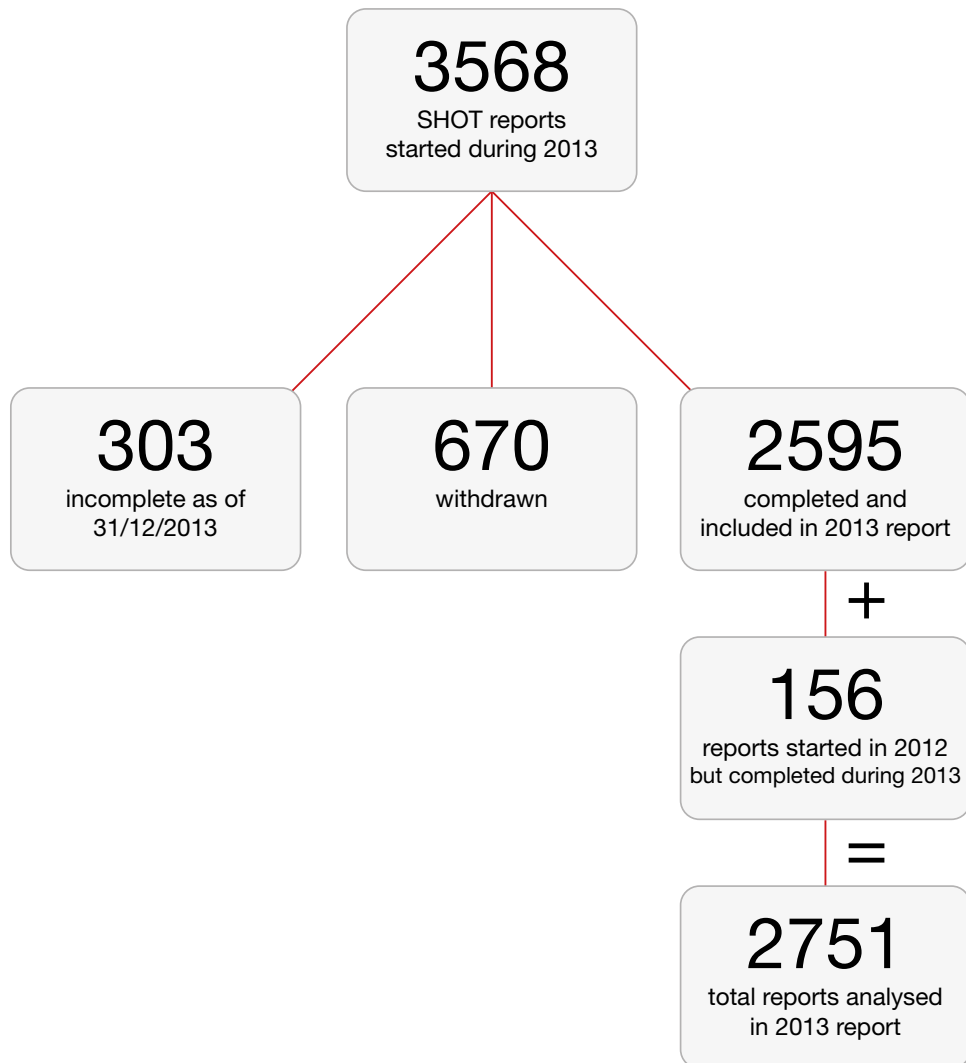 3568
SHOT reports
started during 2013
303
incomplete as of
31/12/2013
670
withdrawn
2595
completed and
included in 2013 report
+
156
reports started in 2012
but completed during 2013
=
2751
total reports analysed
in 2013 report